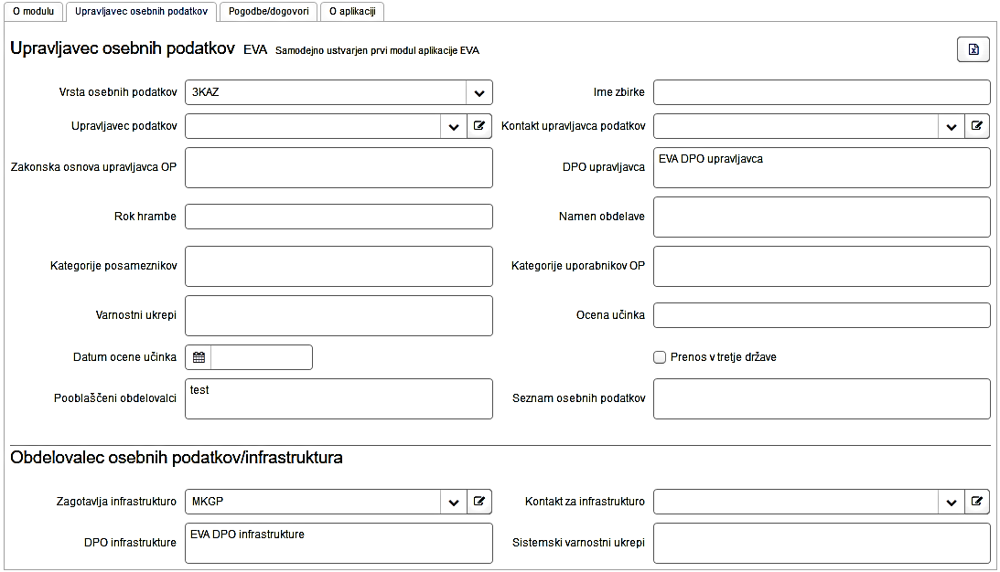 O modulu
Upravljavec osebnih podatkov
Pogodbe/dogovori
O aplikaciji
Upravljavec osebnih podatkov EVA Samodejno ustvarjen prvi modul aplikacije EVA
Vrsta osebnih podatkov 3KAZ
Ime zbirke
Upravljavec podatkov
Kontakt upravljavca podatkov
Zakonska osnova upravljavca OP
DPO upravljavca EVA DPO upravljavca
Rok hrambe
Namen obdelave
Kategorije posameznikov
Kategorije uporabnikov OP
Varnostni ukrepi
Ocena učinka
Datum ocene učinka
Prenos v tretje države
Pooblaščeni obdelovalci test
Seznam osebnih podatkov
Obdelovalec osebnih podatkov/infrastruktura
Zagotavlja infrastrukturo MKGP
Kontakt za infrastrukturo
DPO infrastrukture EVA DPO infrastrukture
Sistemski varnostni ukrepi